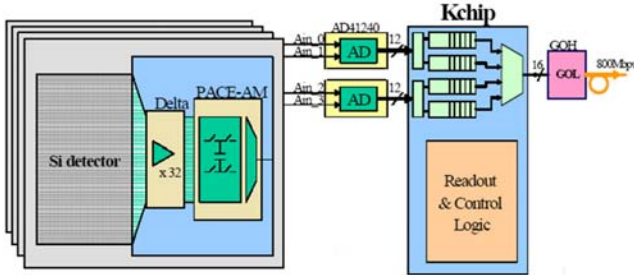 Kchip
AD41240
Ain_0
Ain_1
AD
12
Ain_2
Ain_3
AD
12
16
GOH
GOL
800Mbps
Si detector
Delta
x 32
PACE-AM
Readout
& Control
Logic